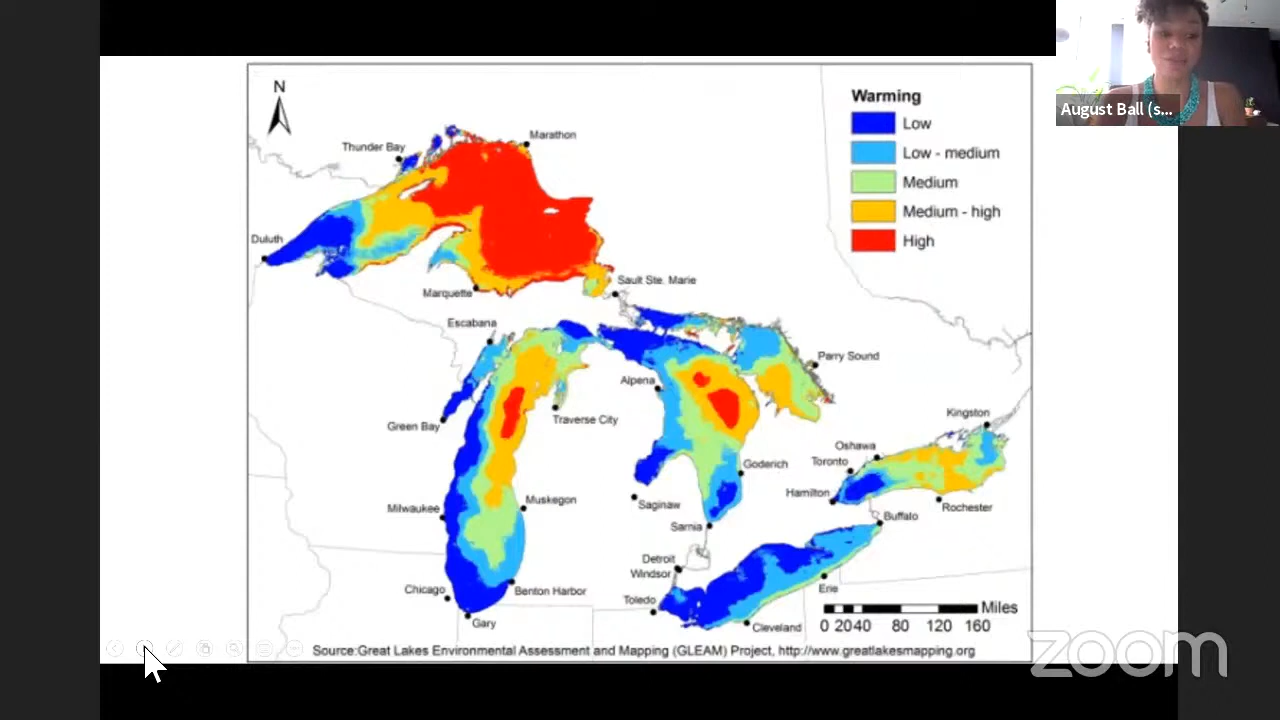 August Ball (s...
N
Warming
Low
Low - medium
Medium
Medium - high
High
Marathon
Thunder Bay
Duluth
Sault Ste. Marie
Marquette
Escabana
Parry Sound
Alpena
Traverse City
Green Bay
Kingston
Oshawa
Toronto
Goderich
Hamilton
Saginaw
Muskegon
Milwaukee
Rochester
Buffalo
Sarnia
Detroit
Windsor
Chicago
Benton Harbor
Erie
Toledo
Gary
Cleveland
Miles
0 20 40 80 120 160
Source:Great Lakes Environmental Assessment and Mapping (GLEAM) Project, http://www.greatlakesmapping.org
zoom